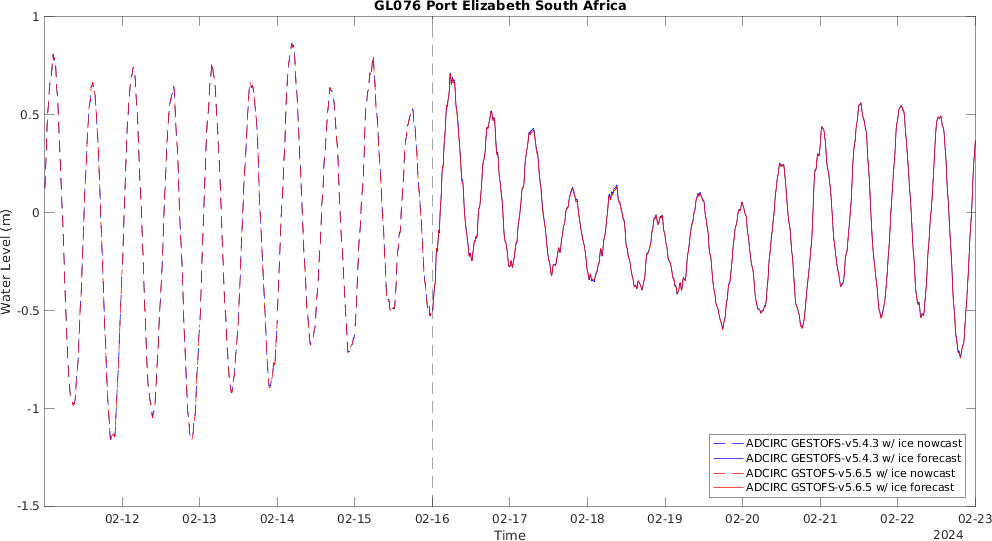 GL076 Port Elizabeth South Africa
1
0.5
0
-0.5
-1
-1.5
Water Level (m)
02-12
02-13
02-14
02-15
02-16
02-17
02-18
02-19
02-20
02-21
02-22
02-23
Time
2024
ADCIRC GESTOFS-v5.4.3 w/ ice nowcast
ADCIRC GESTOFS-v5.4.3 w/ ice forecast
ADCIRC GSTOFS-v5.6.5 w/ ice nowcast
ADCIRC GSTOFS-v5.6.5 w/ ice forecast